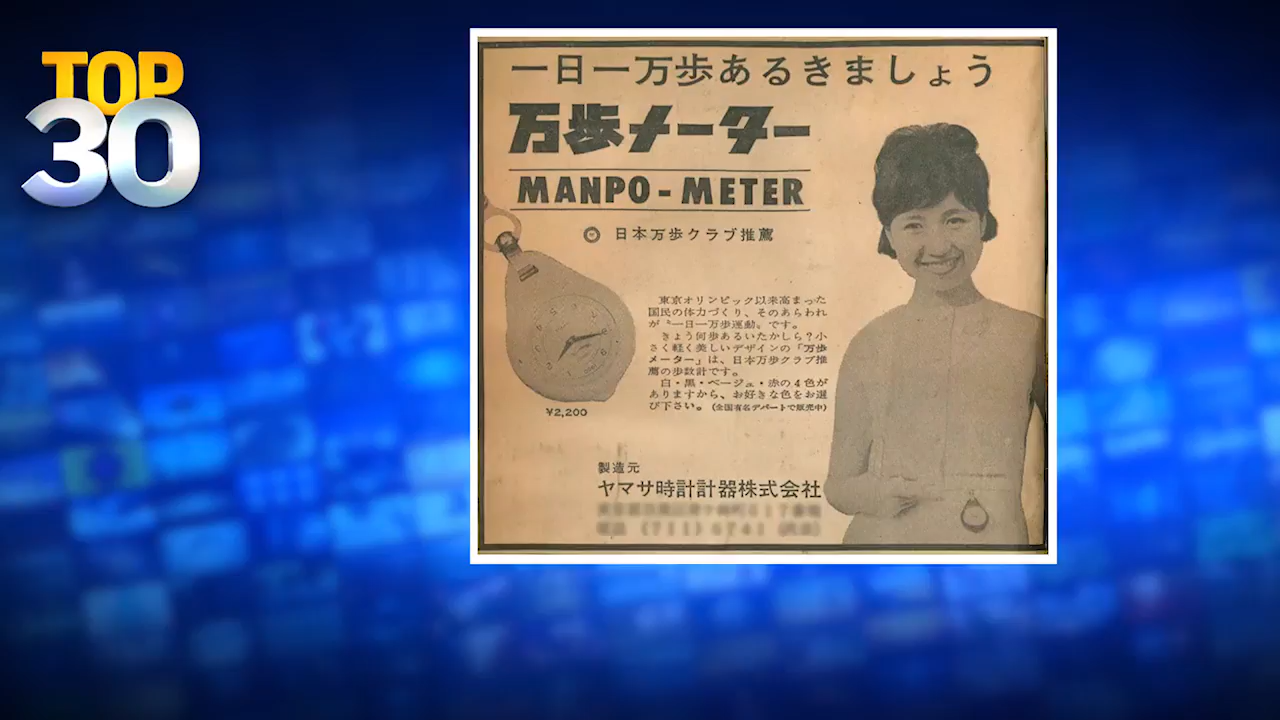 TOP
30
一日一万歩あるきましょう
万歩メーター
MANPO-METER
日本万歩クラブ推薦
東京オリンピック以来高まった
国民の体力づくり、そのあらわれ
が〝一日一万歩運動〟です。
きょう何歩あるいたかしら?小
さく軽く美しいデザインの「万歩
メーター」は、日本万歩クラブ推
薦の歩数計です。
白・黒・ベージュ・赤の4色が
ありますから、お好きな色をお選
び下さい。(全国有名デパートで販売中)
¥2,200
製造元
ヤマサ時計計器株式会社